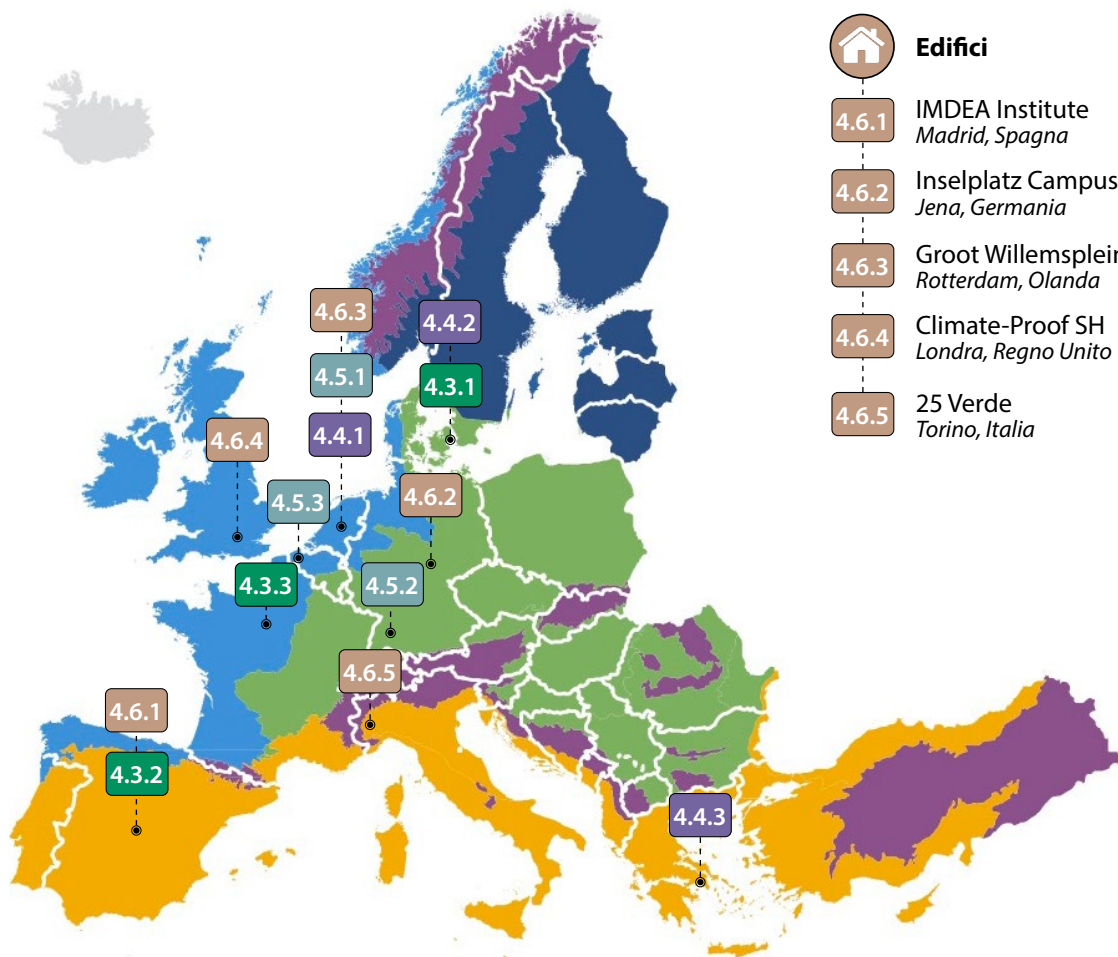 Edifici
4.6.1
IMDEA Institute
Madrid, Spagna
4.6.2
Inselplatz Campus
Jena, Germania
4.6.3
Groot Willemsplein
Rotterdam, Olanda
4.6.4
Climate-Proof SH
Londra, Regno Unito
4.6.5
25 Verde
Torino, Italia
4.6.3
4.4.2
4.5.1
4.3.1
4.4.1
4.6.4
4.6.2
4.5.3
4.3.3
4.5.2
4.6.5
4.6.1
4.3.2
4.4.3